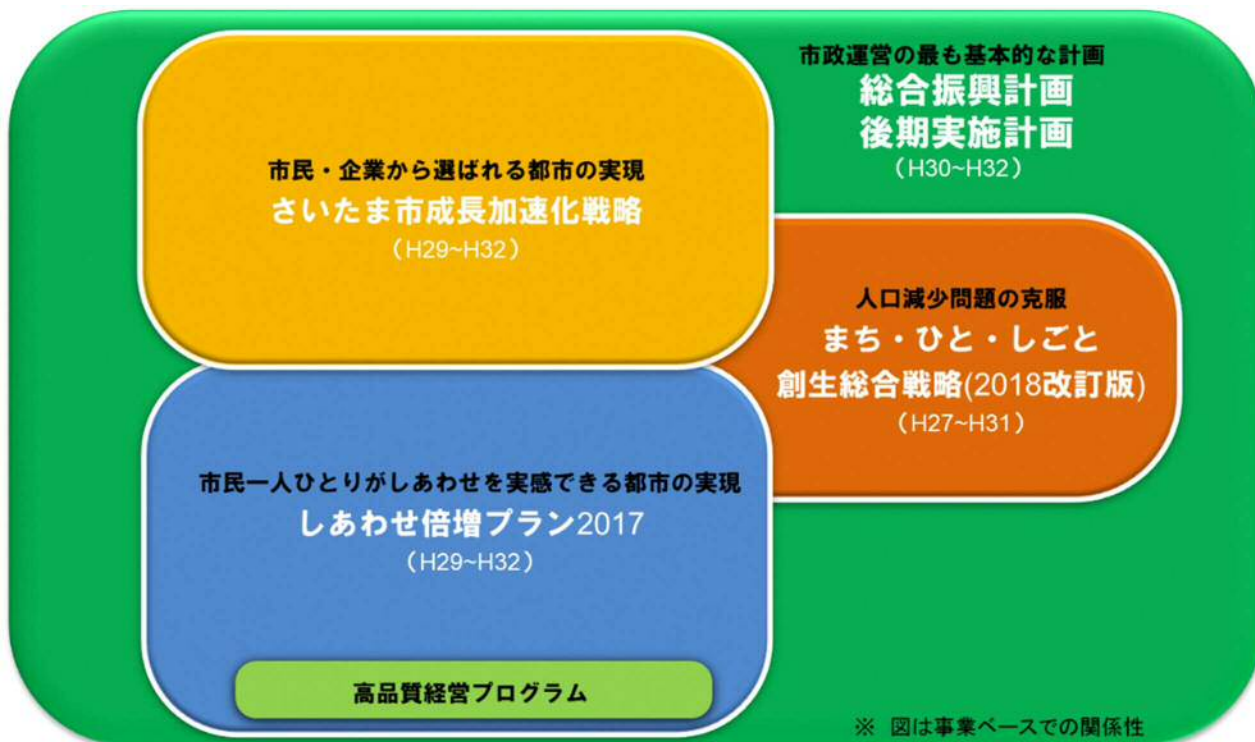 市政運営の最も基本的な計画
総合振興計画
後期実施計画
(H30~H32)
市民・企業から選ばれる都市の実現
さいたま市成長加速化戦略
(H29~H32)
人口減少問題の克服
まち・ひと・しごと
創生総合戦略(2018改訂版)
(H27~H31)
市民一人ひとりがしあわせを実感できる都市の実現
しあわせ倍増プラン2017
(H29~H32)
高品質経営プログラム
※ 図は事業ベースでの関係性